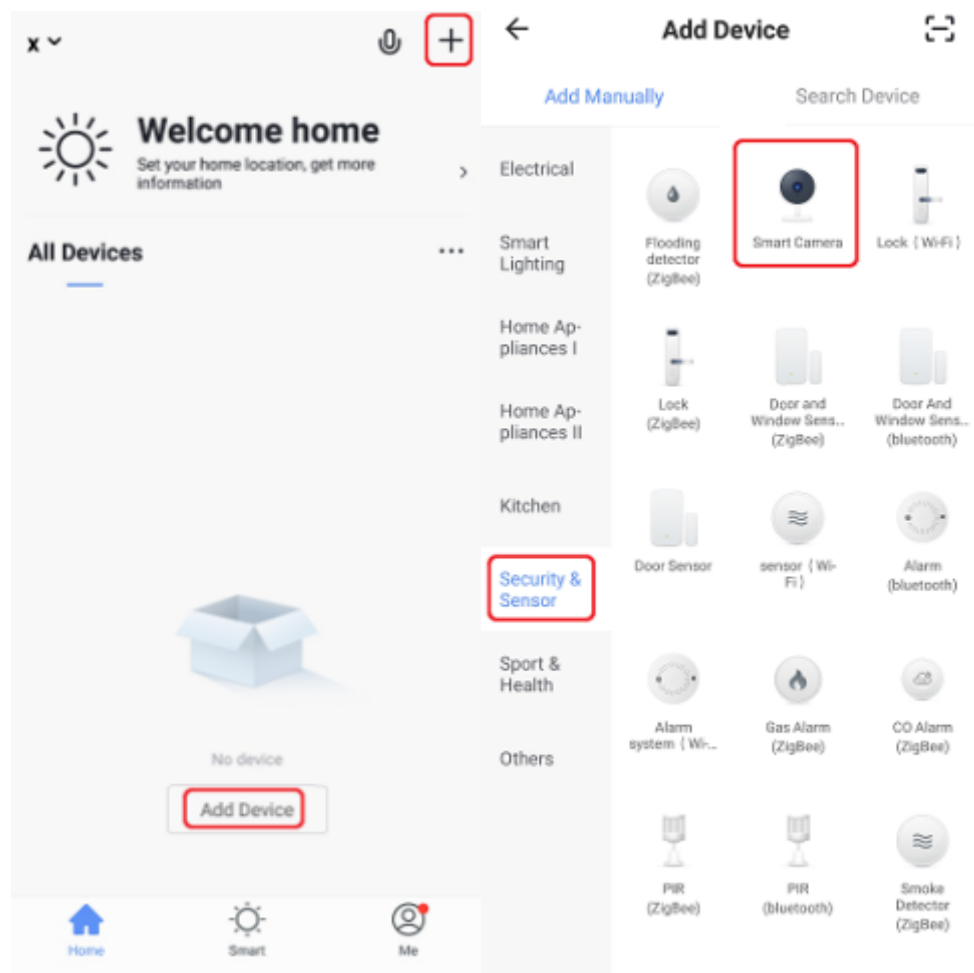 x
Welcome home
Set your home location, get more
information
All Devices
No device
Add Device
Home
Smart
Me
Add Device
Add Manually
Search Device
Electrical
Smart
Lighting
Home Ap-
pliances I
Home Ap-
pliances II
Kitchen
Security &
Sensor
Sport &
Health
Others
Flooding
detector
(ZigBee)
Smart Camera
Lock (Wi-Fi)
Lock
(ZigBee)
Door and
Window Sens..
(ZigBee)
Door And
Window Sens..
(bluetooth)
Door Sensor
sensor (Wi-
Fi)
Alarm
(bluetooth)
Alarm
system (Wi-...
Gas Alarm
(ZigBee)
CO Alarm
(ZigBee)
PIR
(ZigBee)
PIR
(bluetooth)
Smoke
Detector
(ZigBee)